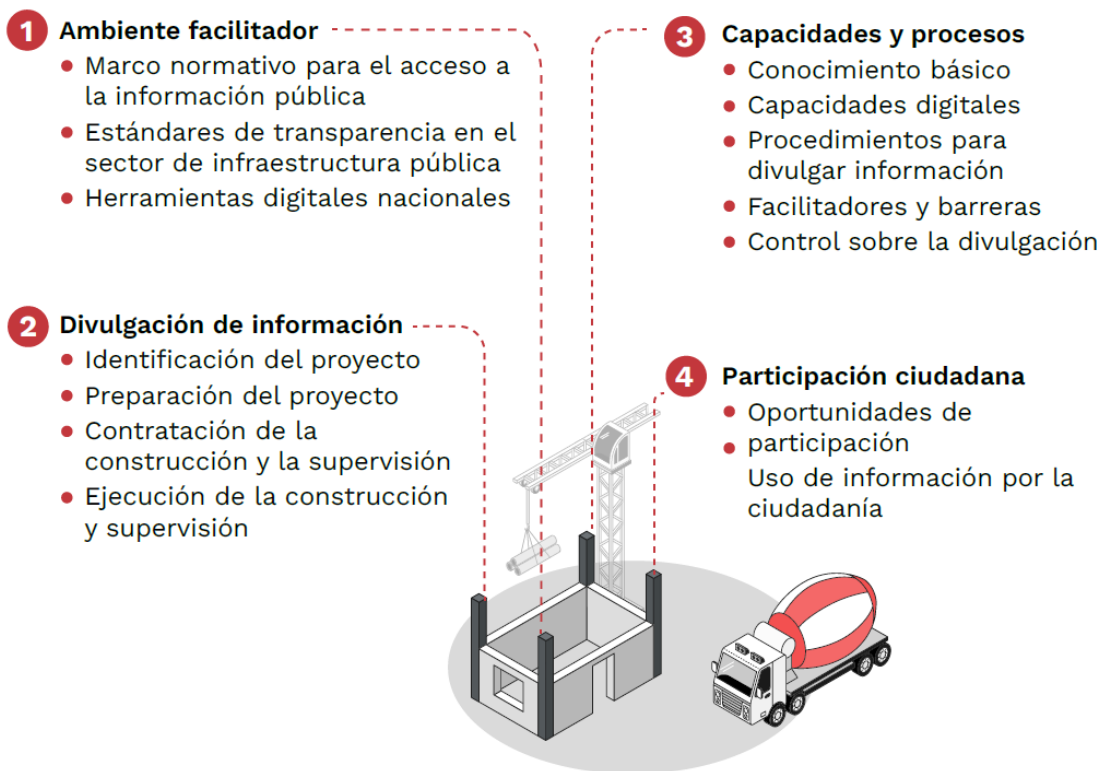 1 Ambiente facilitador
• Marco normativo para el acceso a
la información pública
• Estándares de transparencia en el
sector de infraestructura pública
• Herramientas digitales nacionales
2 Divulgación de información
• Identificación del proyecto
• Preparación del proyecto
• Contratación de la
construcción y la supervisión
• Ejecución de la construcción
y supervisión
3 Capacidades y procesos
• Conocimiento básico
• Capacidades digitales
• Procedimientos para
divulgar información
• Facilitadores y barreras
• Control sobre la divulgación
4 Participación ciudadana
• Oportunidades de
• participación
Uso de información por la
ciudadanía